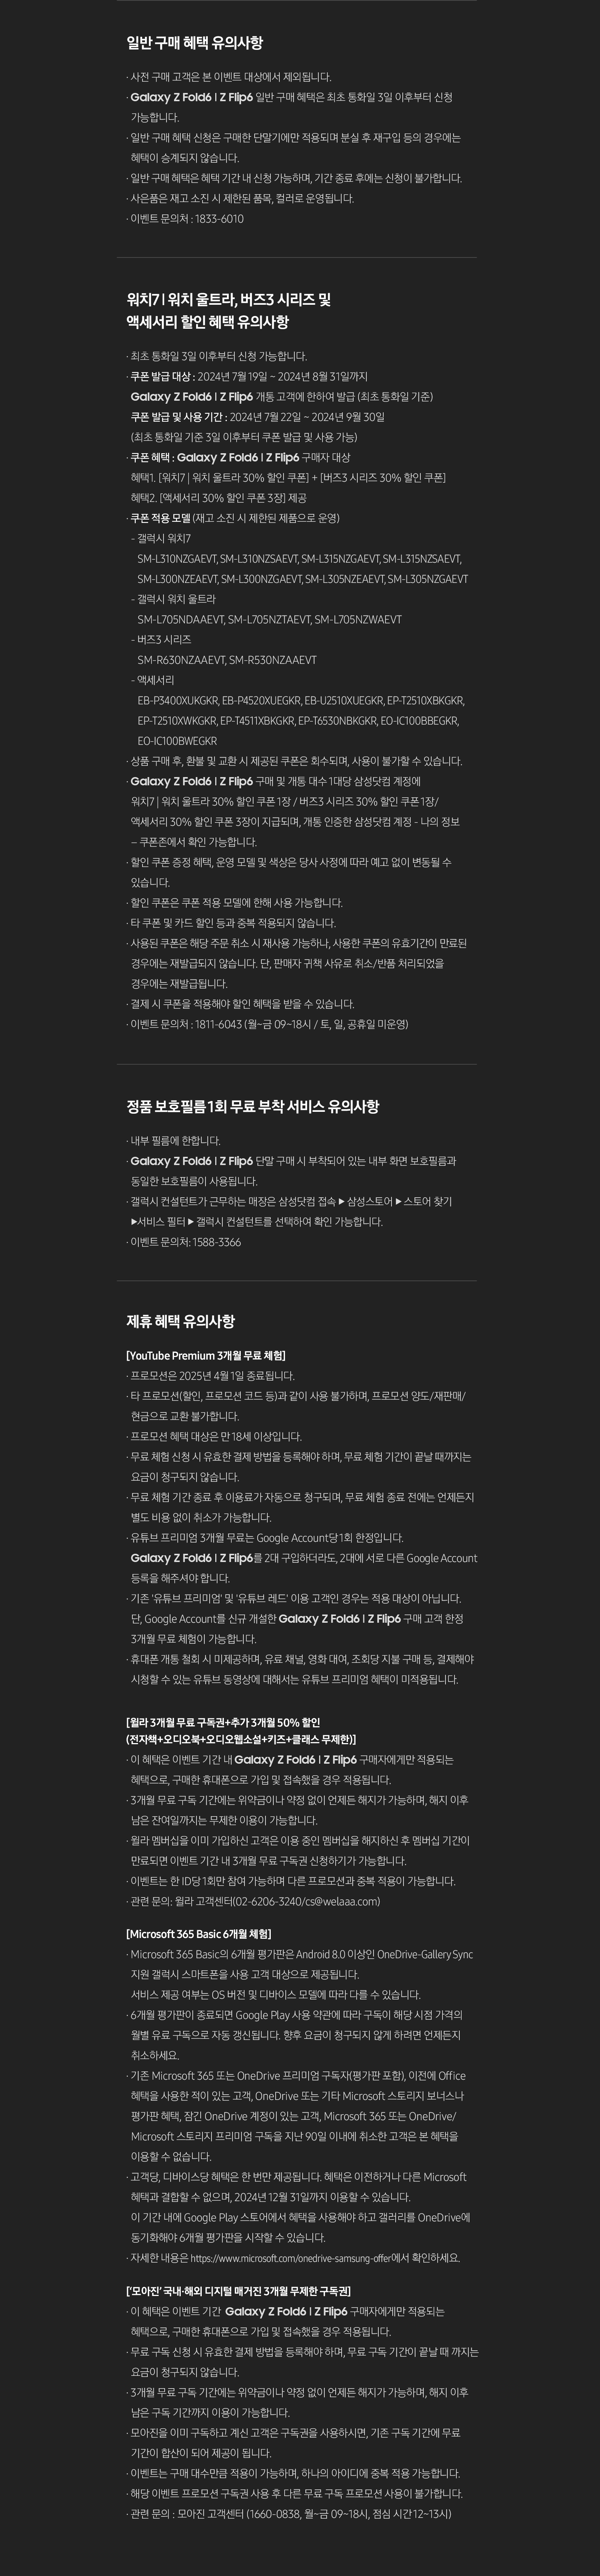 일반 구매 혜택 유의사항
· 사전 구매 고객은 본 이벤트 대상에서 제외됩니다.
· Galaxy Z Fold6 | Z Flip6 일반 구매 혜택은 최초 통화일 3일 이후부터 신청
가능합니다.
· 일반 구매 혜택 신청은 구매한 단말기에만 적용되며 분실 후 재구입 등의 경우에는
혜택이 승계되지 않습니다.
· 일반 구매 혜택은 혜택 기간 내 신청 가능하며, 기간 종료 후에는 신청이 불가합니다.
· 사은품은 재고 소진 시 제한된 품목, 컬러로 운영됩니다.
· 이벤트 문의처 : 1833-6010
워치7 | 워치 울트라, 버즈3 시리즈 및
액세서리 할인 혜택 유의사항
· 최초 통화일 3일 이후부터 신청 가능합니다.
· 쿠폰 발급 대상 : 2024년 7월 19일 ~ 2024년 8월 31일까지
Galaxy Z Fold6 | Z Flip6 개통 고객에 한하여 발급 (최초 통화일 기준)
쿠폰 발급 및 사용 기간 : 2024년 7월 22일 ~ 2024년 9월 30일
(최초 통화일 기준 3일 이후부터 쿠폰 발급 및 사용 가능)
· 쿠폰 혜택 : Galaxy Z Fold6 | Z Flip6 구매자 대상
혜택1. [워치7 | 워치 울트라 30% 할인 쿠폰] + [버즈3 시리즈 30% 할인 쿠폰]
혜택2. [액세서리 30% 할인 쿠폰 3장] 제공
· 쿠폰 적용 모델 (재고 소진 시 제한된 제품으로 운영)
- 갤럭시 워치7
SM-L310NZGAEVT, SM-L310NZSAEVT, SM-L315NZGAEVT, SM-L315NZSAEVT,
SM-L300NZEAEVT, SM-L300NZGAEVT, SM-L305NZEAEVT, SM-L305NZGAEVT
- 갤럭시 워치 울트라
SM-L705NDAAEVT, SM-L705NZTAEVT, SM-L705NZWAEVT
- 버즈3 시리즈
SM-R630NZAAEVT, SM-R530NZAAEVT
- 액세서리
EB-P3400XUKGKR, EB-P4520XUEGKR, EB-U2510XUEGKR, EP-T2510XBKGKR,
EP-T2510XWKGKR, EP-T4511XBKGKR, EP-T6530NBKGKR, EO-IC100BBEGKR,
EO-IC100BWEGKR
· 상품 구매 후, 환불 및 교환 시 제공된 쿠폰은 회수되며, 사용이 불가할 수 있습니다.
· Galaxy Z Fold6 | Z Flip6 구매 및 개통 대수 1대당 삼성닷컴 계정에
워치7 | 워치 울트라 30% 할인 쿠폰 1장 / 버즈3 시리즈 30% 할인 쿠폰 1장/
액세서리 30% 할인 쿠폰 3장이 지급되며, 개통 인증한 삼성닷컴 계정 - 나의 정보
– 쿠폰존에서 확인 가능합니다.
· 할인 쿠폰 증정 혜택, 운영 모델 및 색상은 당사 사정에 따라 예고 없이 변동될 수
있습니다.
· 할인 쿠폰은 쿠폰 적용 모델에 한해 사용 가능합니다.
· 타 쿠폰 및 카드 할인 등과 중복 적용되지 않습니다.
· 사용된 쿠폰은 해당 주문 취소 시 재사용 가능하나, 사용한 쿠폰의 유효기간이 만료된
경우에는 재발급되지 않습니다. 단, 판매자 귀책 사유로 취소/반품 처리되었을
경우에는 재발급됩니다.
· 결제 시 쿠폰을 적용해야 할인 혜택을 받을 수 있습니다.
· 이벤트 문의처 : 1811-6043 (월~금 09~18시 / 토, 일, 공휴일 미운영)
정품 보호필름 1회 무료 부착 서비스 유의사항
· 내부 필름에 한합니다.
· Galaxy Z Fold6 | Z Flip6 단말 구매 시 부착되어 있는 내부 화면 보호필름과
동일한 보호필름이 사용됩니다.
· 갤럭시 컨설턴트가 근무하는 매장은 삼성닷컴 접속 ▶ 삼성스토어 ▶ 스토어 찾기
▶서비스 필터 ▶ 갤럭시 컨설턴트를 선택하여 확인 가능합니다.
· 이벤트 문의처: 1588-3366
제휴 혜택 유의사항
[YouTube Premium 3개월 무료 체험]
· 프로모션은 2025년 4월 1일 종료됩니다.
· 타 프로모션(할인, 프로모션 코드 등)과 같이 사용 불가하며, 프로모션 양도/재판매/
현금으로 교환 불가합니다.
· 프로모션 혜택 대상은 만 18세 이상입니다.
· 무료 체험 신청 시 유효한 결제 방법을 등록해야 하며, 무료 체험 기간이 끝날 때까지는
요금이 청구되지 않습니다.
· 무료 체험 기간 종료 후 이용료가 자동으로 청구되며, 무료 체험 종료 전에는 언제든지
별도 비용 없이 취소가 가능합니다.
· 유튜브 프리미엄 3개월 무료는 Google Account당 1회 한정입니다.
Galaxy Z Fold6 | Z Flip6를 2대 구입하더라도, 2대에 서로 다른 Google Account
등록을 해주셔야 합니다.
· 기존 '유튜브 프리미엄' 및 '유튜브 레드' 이용 고객인 경우는 적용 대상이 아닙니다.
단, Google Account를 신규 개설한 Galaxy Z Fold6 | Z Flip6 구매 고객 한정
3개월 무료 체험이 가능합니다.
· 휴대폰 개통 철회 시 미제공하며, 유료 채널, 영화 대여, 조회당 지불 구매 등, 결제해야
시청할 수 있는 유튜브 동영상에 대해서는 유튜브 프리미엄 혜택이 미적용됩니다.
[윌라 3개월 무료 구독권+추가 3개월 50% 할인
(전자책+오디오북+오디오웹소설+키즈+클래스 무제한)]
· 이 혜택은 이벤트 기간 내 Galaxy Z Fold6 | Z Flip6 구매자에게만 적용되는
혜택으로, 구매한 휴대폰으로 가입 및 접속했을 경우 적용됩니다.
· 3개월 무료 구독 기간에는 위약금이나 약정 없이 언제든 해지가 가능하며, 해지 이후
남은 잔여일까지는 무제한 이용이 가능합니다.
· 윌라 멤버십을 이미 가입하신 고객은 이용 중인 멤버십을 해지하신 후 멤버십 기간이
만료되면 이벤트 기간 내 3개월 무료 구독권 신청하기가 가능합니다.
· 이벤트는 한 ID당 1회만 참여 가능하며 다른 프로모션과 중복 적용이 가능합니다.
· 관련 문의: 윌라 고객센터(02-6206-3240/cs@welaaa.com)
[Microsoft 365 Basic 6개월 체험]
· Microsoft 365 Basic의 6개월 평가판은 Android 8.0 이상인 OneDrive-Gallery Sync
지원 갤럭시 스마트폰을 사용 고객 대상으로 제공됩니다.
서비스 제공 여부는 OS 버전 및 디바이스 모델에 따라 다를 수 있습니다.
· 6개월 평가판이 종료되면 Google Play 사용 약관에 따라 구독이 해당 시점 가격의
월별 유료 구독으로 자동 갱신됩니다. 향후 요금이 청구되지 않게 하려면 언제든지
취소하세요.
· 기존 Microsoft 365 또는 OneDrive 프리미엄 구독자(평가판 포함), 이전에 Office
혜택을 사용한 적이 있는 고객, OneDrive 또는 기타 Microsoft 스토리지 보너스나
평가판 혜택, 잠긴 OneDrive 계정이 있는 고객, Microsoft 365 또는 OneDrive/
Microsoft 스토리지 프리미엄 구독을 지난 90일 이내에 취소한 고객은 본 혜택을
이용할 수 없습니다.
· 고객당, 디바이스당 혜택은 한 번만 제공됩니다. 혜택은 이전하거나 다른 Microsoft
혜택과 결합할 수 없으며, 2024년 12월 31일까지 이용할 수 있습니다.
이 기간 내에 Google Play 스토어에서 혜택을 사용해야 하고 갤러리를 OneDrive에
동기화해야 6개월 평가판을 시작할 수 있습니다.
· 자세한 내용은 https://www.microsoft.com/onedrive-samsung-offer에서 확인하세요.
['모아진' 국내·해외 디지털 매거진 3개월 무제한 구독권]
· 이 혜택은 이벤트 기간 Galaxy Z Fold6 | Z Flip6 구매자에게만 적용되는
혜택으로, 구매한 휴대폰으로 가입 및 접속했을 경우 적용됩니다.
· 무료 구독 신청 시 유효한 결제 방법을 등록해야 하며, 무료 구독 기간이 끝날 때 까지는
요금이 청구되지 않습니다.
· 3개월 무료 구독 기간에는 위약금이나 약정 없이 언제든 해지가 가능하며, 해지 이후
남은 구독 기간까지 이용이 가능합니다.
· 모아진을 이미 구독하고 계신 고객은 구독권을 사용하시면, 기존 구독 기간에 무료
기간이 합산이 되어 제공이 됩니다.
· 이벤트는 구매 대수만큼 적용이 가능하며, 하나의 아이디에 중복 적용 가능합니다.
· 해당 이벤트 프로모션 구독권 사용 후 다른 무료 구독 프로모션 사용이 불가합니다.
· 관련 문의 : 모아진 고객센터 (1660-0838, 월~금 09~18시, 점심 시간 12~13시)